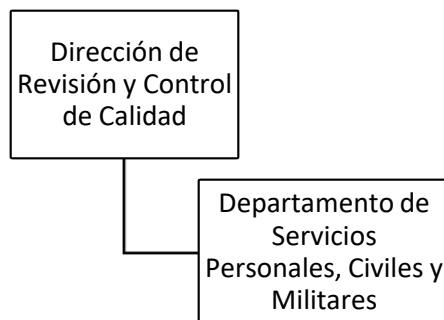 Dirección de
Revisión y Control
de Calidad
Departamento de
Servicios
Personales, Civiles y
Militares